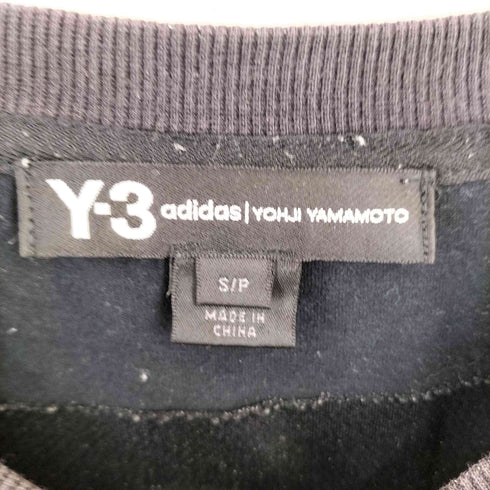 Y-3 adidas | YOHJI YAMAMOTO
S/P
MADE IN
CHINA